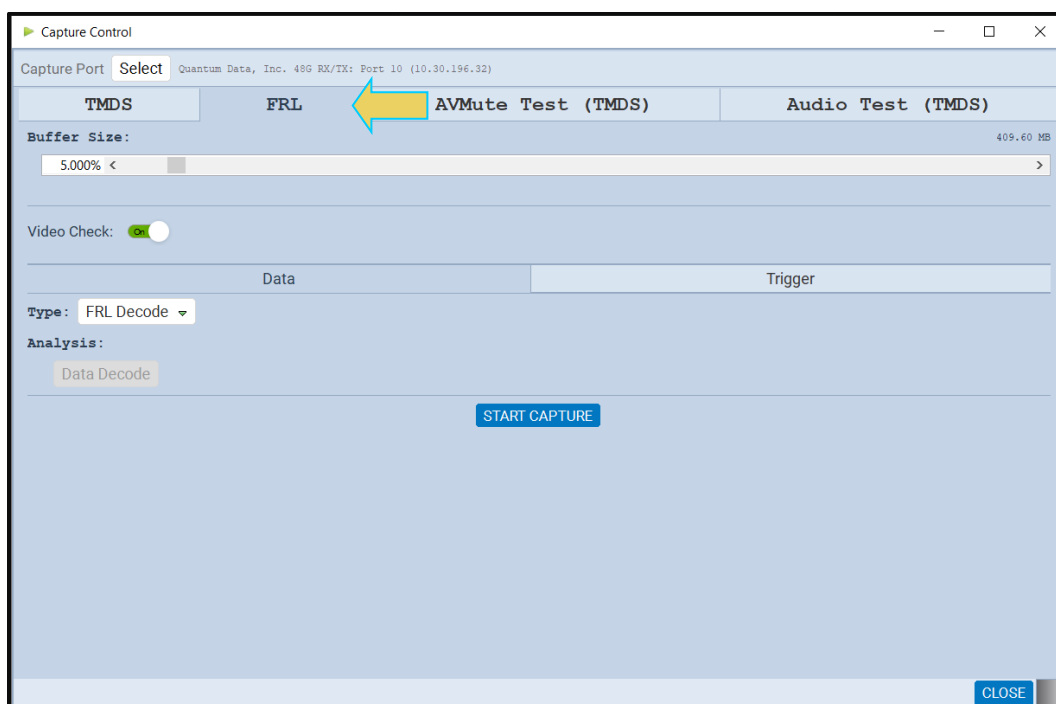 Capture Control
Capture Port Select Quantum Data, Inc. 48G RX/TX: Port 10 (10.30.196.32)
TMDS FRL AVMute Test (TMDS) Audio Test (TMDS)
Buffer Size: 409.60 MB
5.000% < >
Video Check: On
Data Trigger
Type: FRL Decode
Analysis:
Data Decode
START CAPTURE
CLOSE